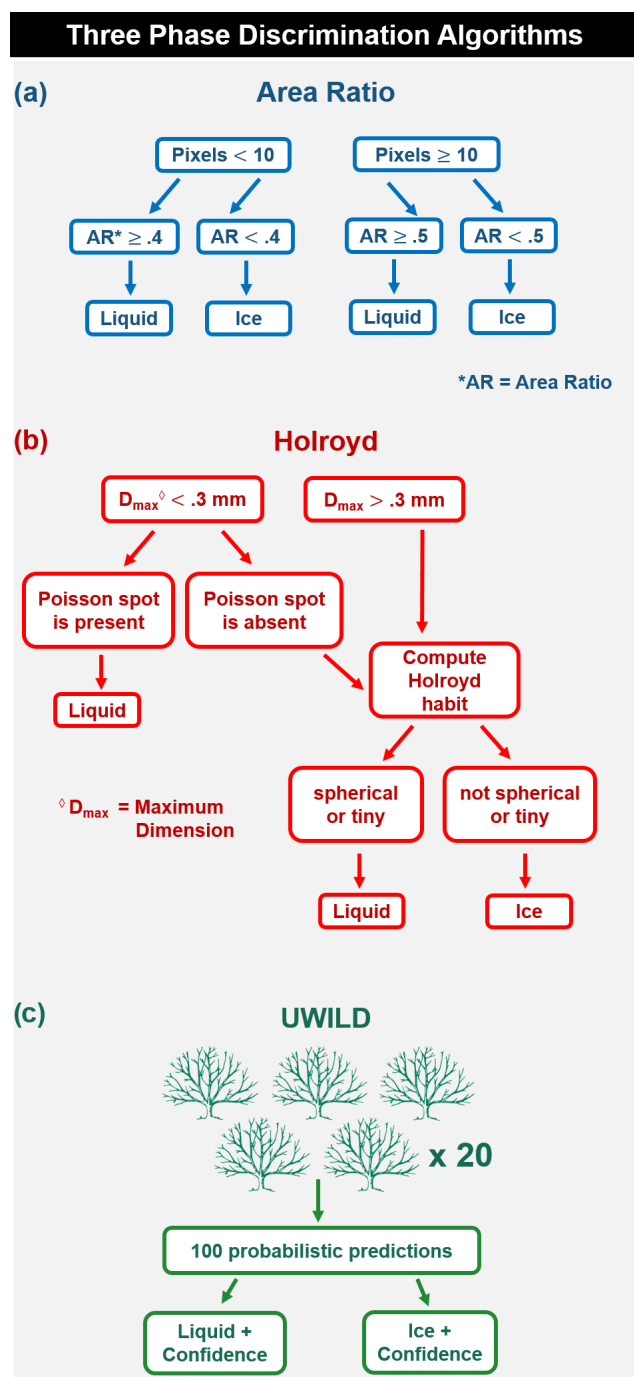 Three Phase Discrimination Algorithms
(a) Area Ratio
Pixels < 10 Pixels ≥ 10
AR* ≥ .4 AR < .4 AR ≥ .5 AR < .5
Liquid Ice Liquid Ice
*AR = Area Ratio
(b) Holroyd
Dmax◊ < .3 mm Dmax > .3 mm
Poisson spot
is present
Poisson spot
is absent
Compute
Holroyd
habit
Liquid
◊ Dmax = Maximum
Dimension
spherical
or tiny
not spherical
or tiny
Liquid Ice
(c) UWILD
x 20
100 probabilistic predictions
Liquid +
Confidence
Ice +
Confidence